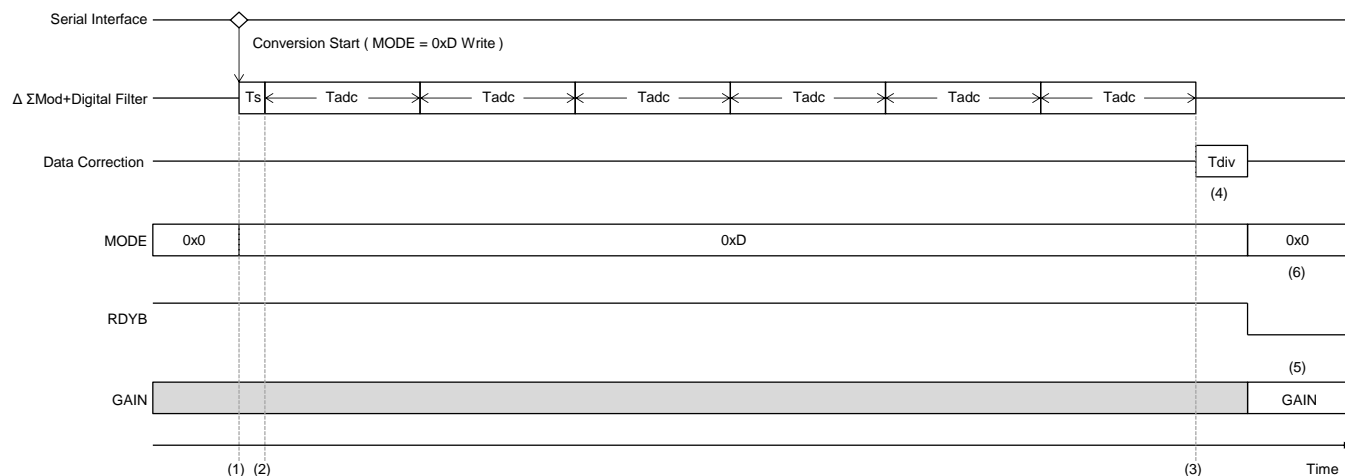 Serial Interface
Conversion Start ( MODE = 0xD Write )
Δ ΣMod+Digital Filter Ts Tadc Tadc Tadc Tadc Tadc Tadc
Data Correction Tdiv
(4)
MODE 0x0 0xD 0x0
(6)
RDYB
(5)
GAIN GAIN
(1) (2) (3) Time